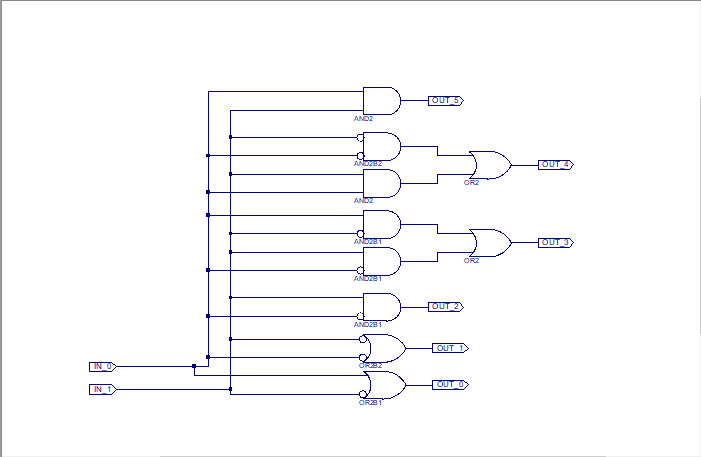 OUT_5
AND2
AND2B2
OUT_4
OR2
AND2
AND2B1
OUT_3
OR2
AND2B1
OUT_2
AND2B1
OUT_1
OR2B2
IN_0
OUT_0
IN_1
OR2B1